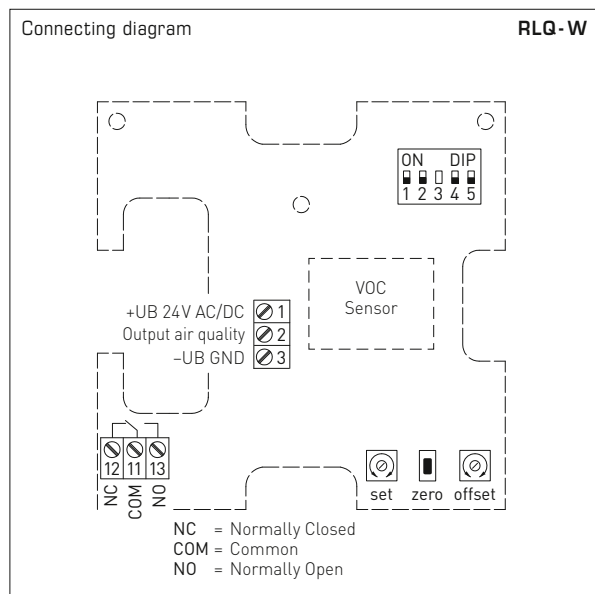 Connecting diagram RLQ-W
ON DIP
1 2 3 4 5
VOC
Sensor
+UB 24V AC/DC 1
Output air quality 2
–UB GND 3
12 11 13
NC COM NO
set zero offset
NC = Normally Closed
COM = Common
NO = Normally Open